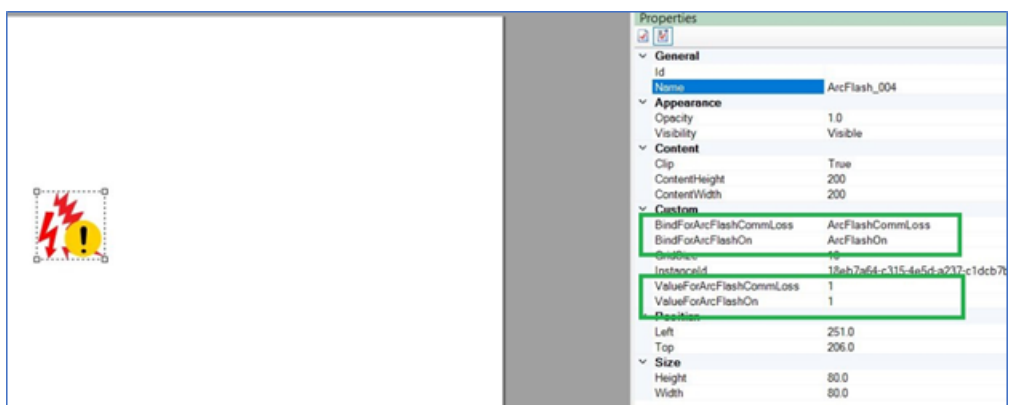 Properties
General
Id
Name ArcFlash_004
Appearance
Opacity 1.0
Visibility Visible
Content
Clip True
ContentHeight 200
ContentWidth 200
Custom
BindForArcFlashCommLoss ArcFlashCommLoss
BindForArcFlashOn ArcFlashOn
GridSize 10
InstanceId
ValueForArcFlashCommLoss 1
ValueForArcFlashOn 1
Position
Left 251.0
Top 206.0
Size
Height 80.0
Width 80.0